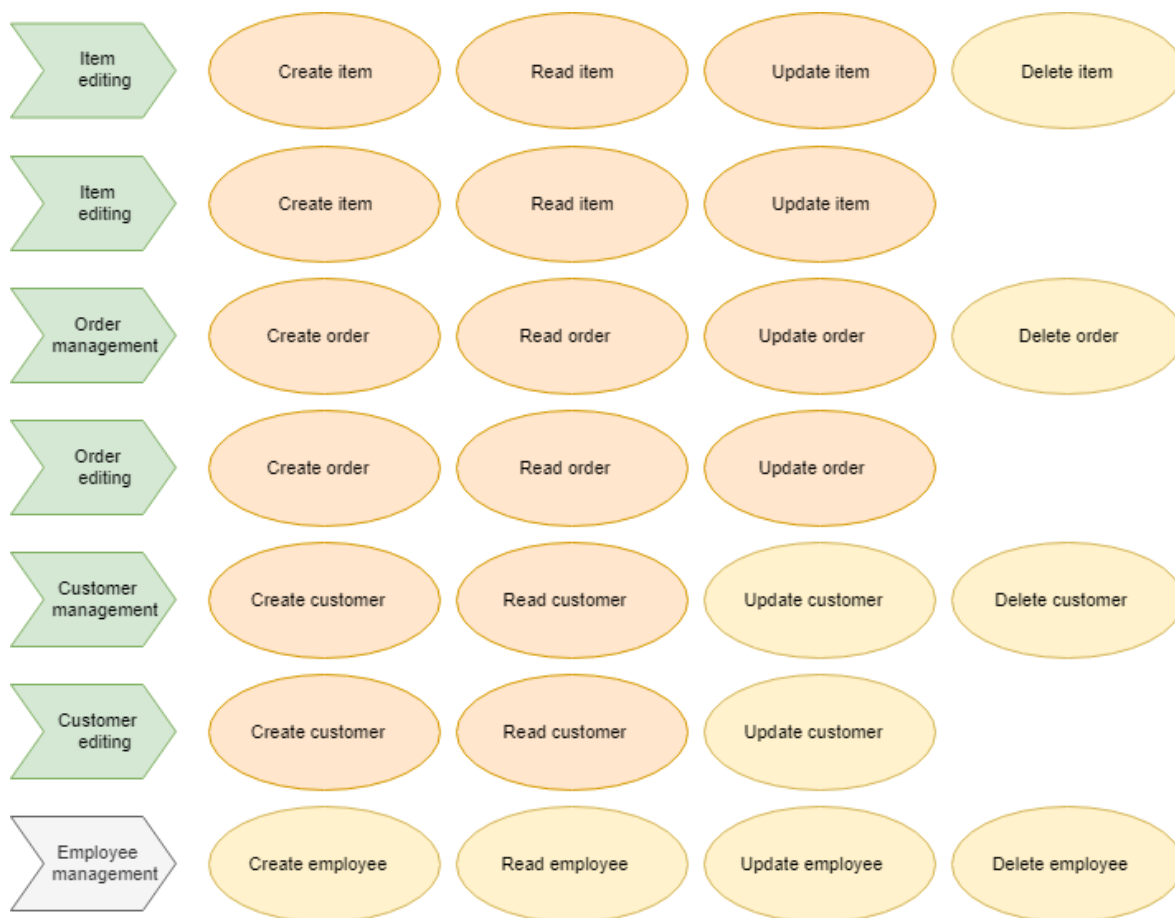 Item
editing
Create item
Read item
Update item
Delete item
Item
editing
Create item
Read item
Update item
Order
management
Create order
Read order
Update order
Delete order
Order
editing
Create order
Read order
Update order
Customer
management
Create customer
Read customer
Update customer
Delete customer
Customer
editing
Create customer
Read customer
Update customer
Employee
management
Create employee
Read employee
Update employee
Delete employee